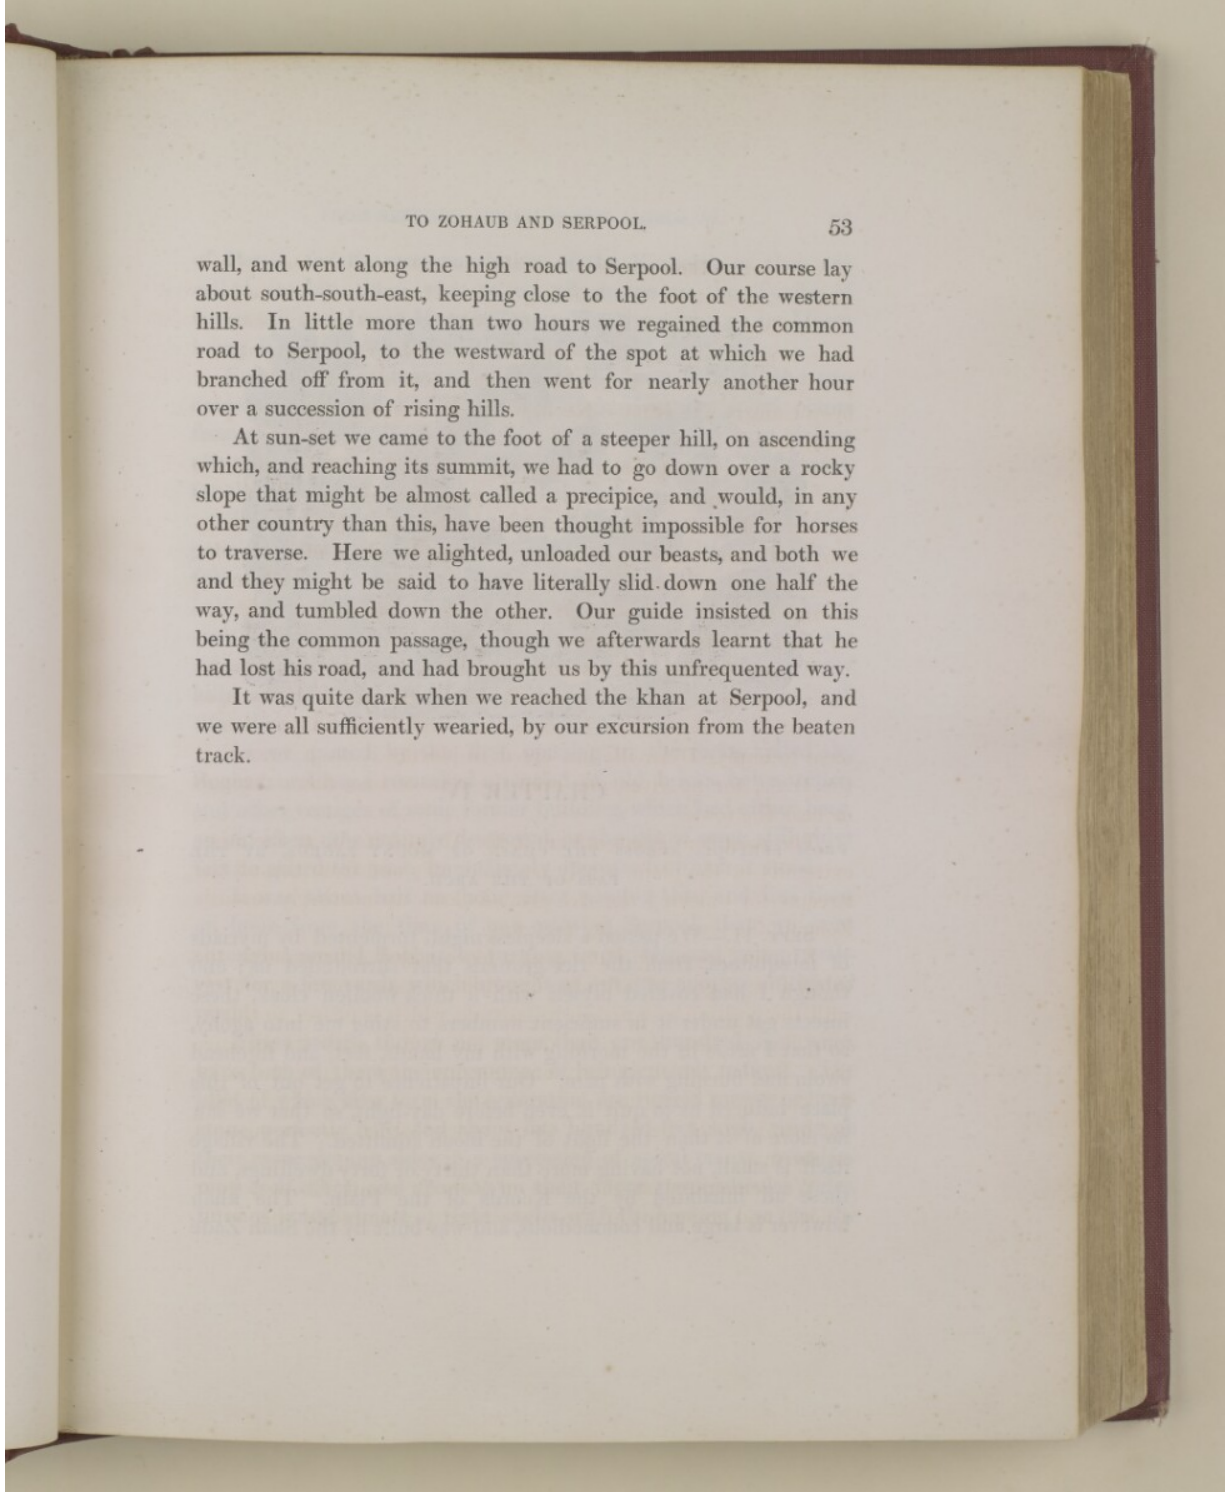 TO ZOHAUB AND SERPOOL. 53
wall, and went along the high road to Serpool. Our course lay
about south-south-east, keeping close to the foot of the western
hills. In little more than two hours we regained the common
road to Serpool, to the westward of the spot at which we had
branched off from it, and then went for nearly another hour
over a succession of rising hills.
At sun-set we came to the foot of a steeper hill, on ascending
which, and reaching its summit, we had to go down over a rocky
slope that might be almost called a precipice, and would, in any
other country than this, have been thought impossible for horses
to traverse. Here we alighted, unloaded our beasts, and both we
and they might be said to have literally slid down one half the
way, and tumbled down the other. Our guide insisted on this
being the common passage, though we afterwards learnt that he
had lost his road, and had brought us by this unfrequented way.
It was quite dark when we reached the khan at Serpool, and
we were all sufficiently wearied, by our excursion from the beaten
track.